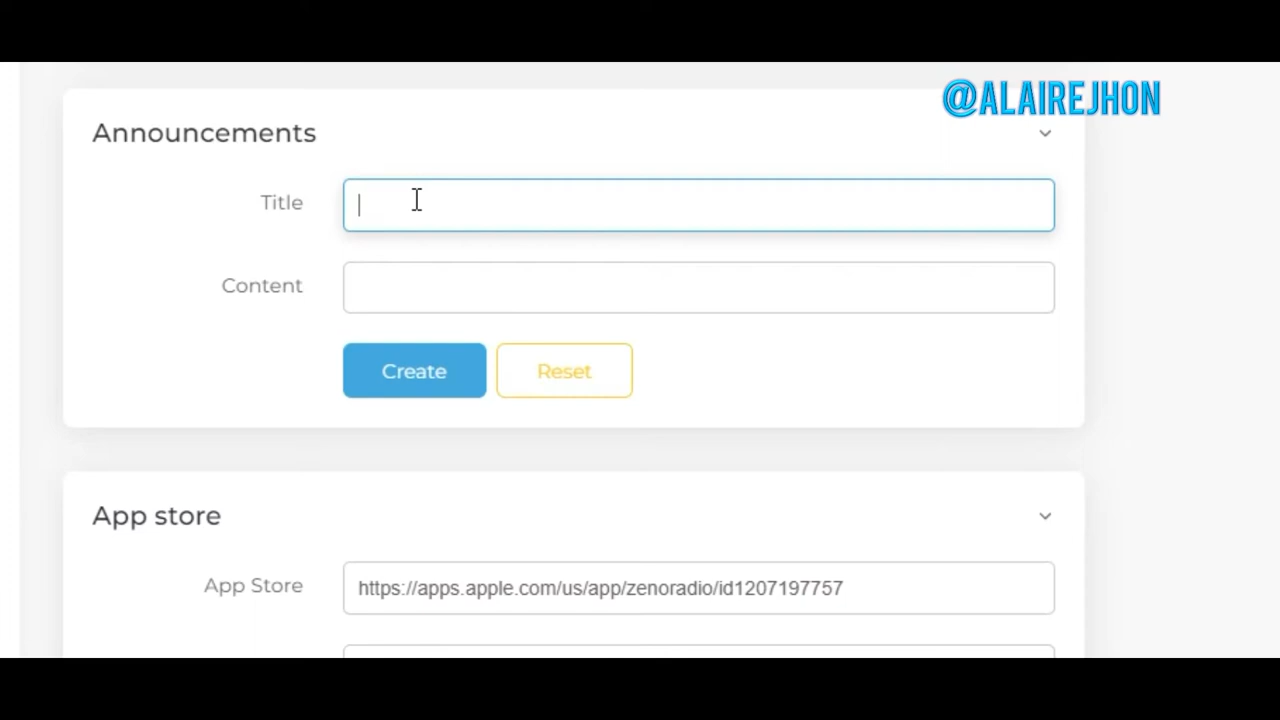 @ALAIREJHON
Announcements
Title
Content
Create Reset
App store
App Store https://apps.apple.com/us/app/zenoradio/id1207197757